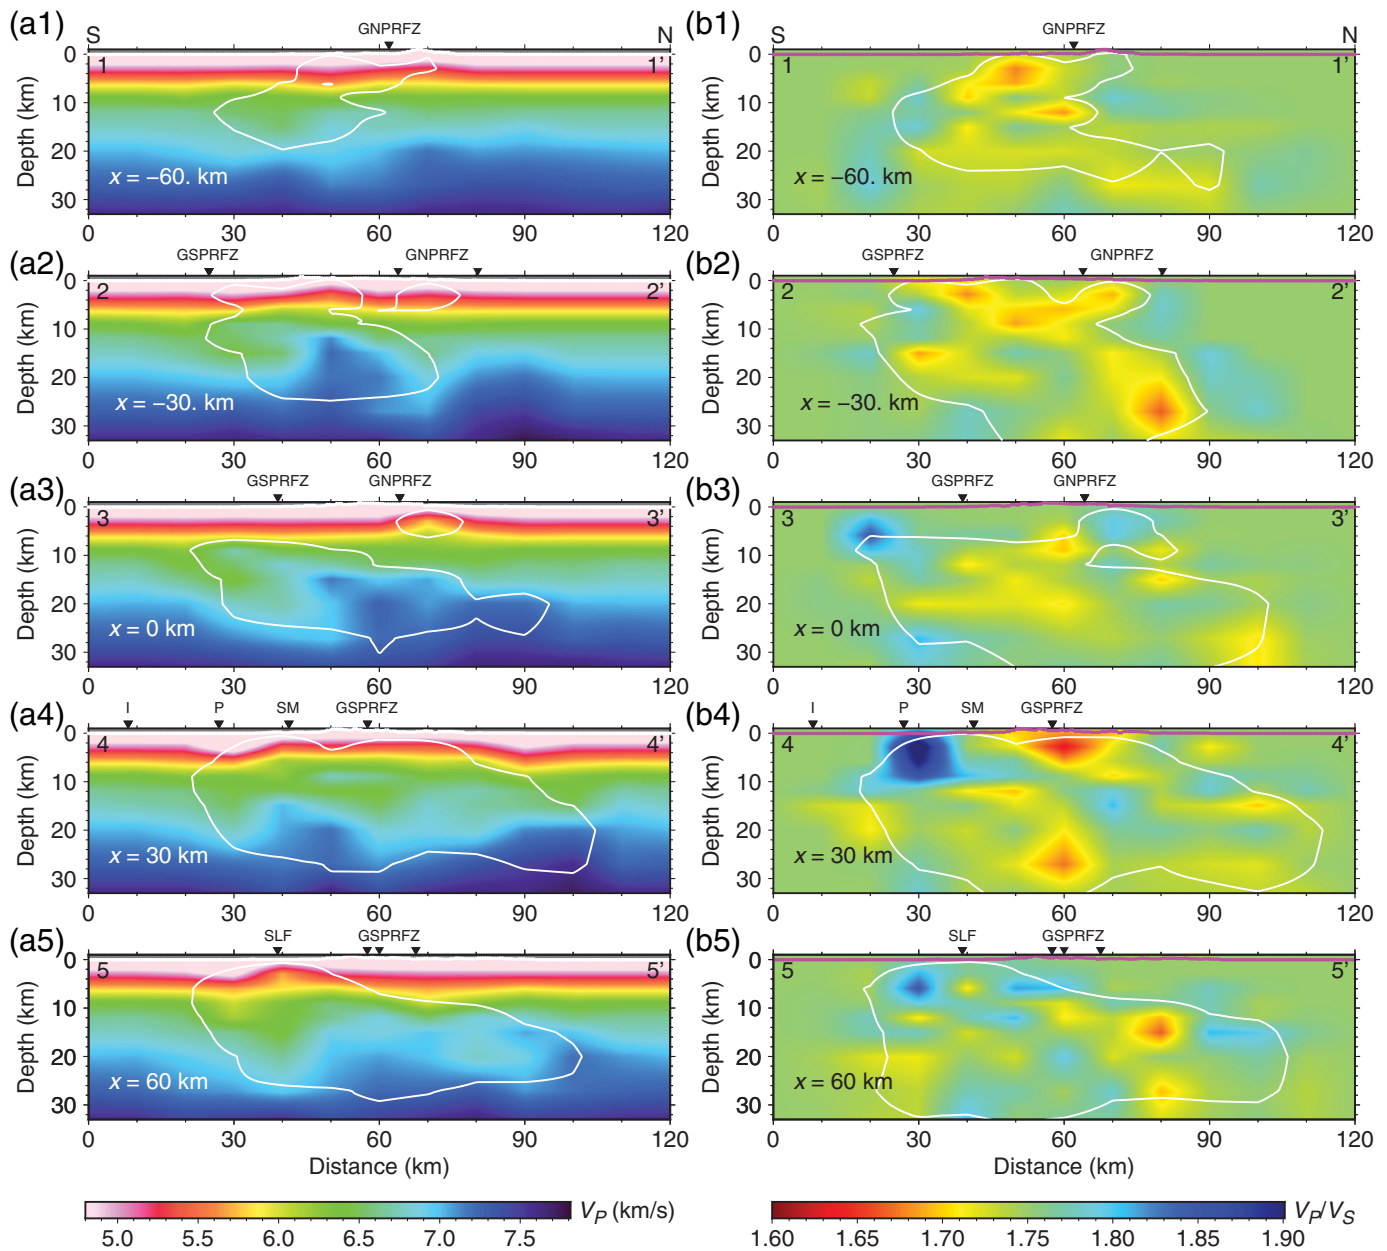 (a1)
S
GNPRFZ
N
1
1'
x = −60. km
Depth (km)
0
10
20
30
0 30 60 90 120
(b1)
S
GNPRFZ
N
1
1'
x = −60. km
Depth (km)
0
10
20
30
0 30 60 90 120
(a2)
GSPRFZ
GNPRFZ
2
2'
x = −30. km
Depth (km)
0
10
20
30
0 30 60 90 120
(b2)
GSPRFZ
GNPRFZ
2
2'
x = −30. km
Depth (km)
0
10
20
30
0 30 60 90 120
(a3)
GSPRFZ
GNPRFZ
3
3'
x = 0 km
Depth (km)
0
10
20
30
0 30 60 90 120
(b3)
GSPRFZ
GNPRFZ
3
3'
x = 0 km
Depth (km)
0
10
20
30
0 30 60 90 120
(a4)
I P SM GSPRFZ
4
4'
x = 30 km
Depth (km)
0
10
20
30
0 30 60 90 120
(b4)
I P SM GSPRFZ
4
4'
x = 30 km
Depth (km)
0
10
20
30
0 30 60 90 120
(a5)
SLF GSPRFZ
5
5'
x = 60 km
Depth (km)
0
10
20
30
0 30 60 90 120
Distance (km)
(b5)
SLF GSPRFZ
5
5'
x = 60 km
Depth (km)
0
10
20
30
0 30 60 90 120
Distance (km)
VP (km/s)
5.0 5.5 6.0 6.5 7.0 7.5
VP/VS
1.60 1.65 1.70 1.75 1.80 1.85 1.90